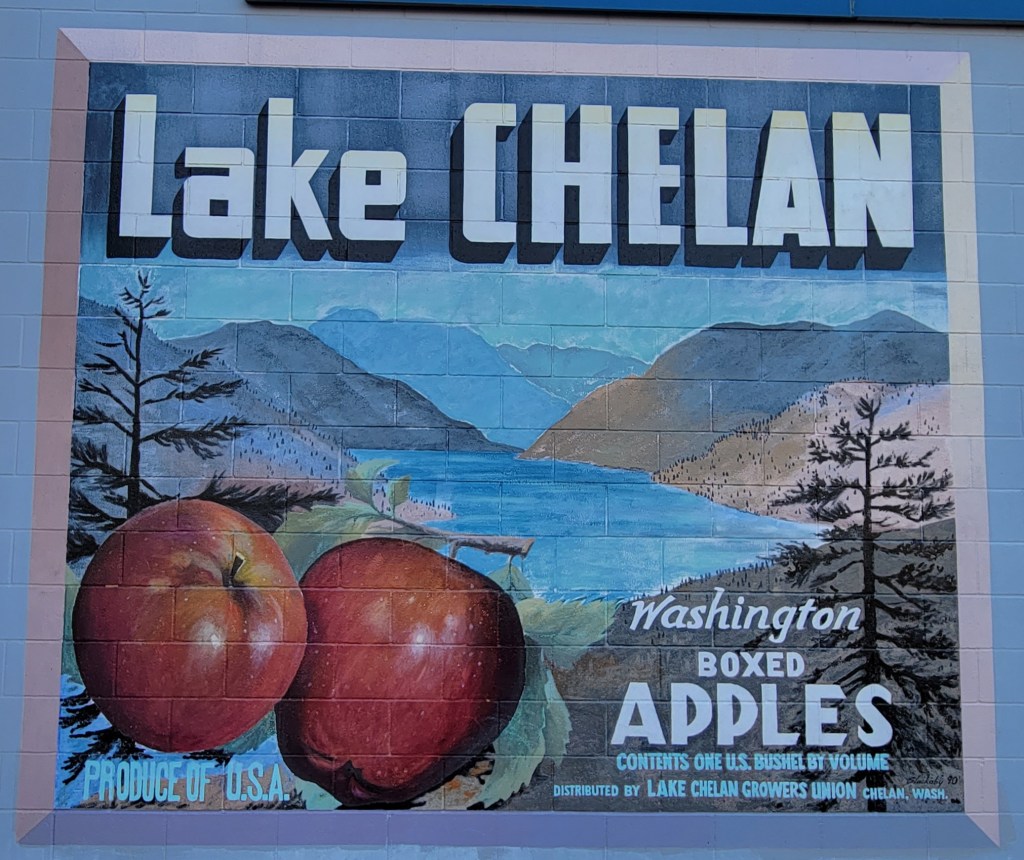 Lake CHELAN
Washington
BOXED
APPLES
CONTENTS ONE U.S. BUSHEL BY VOLUME
PRODUCE OF U.S.A.
DISTRIBUTED BY LAKE CHELAN GROWERS UNION CHELAN, WASH.
90